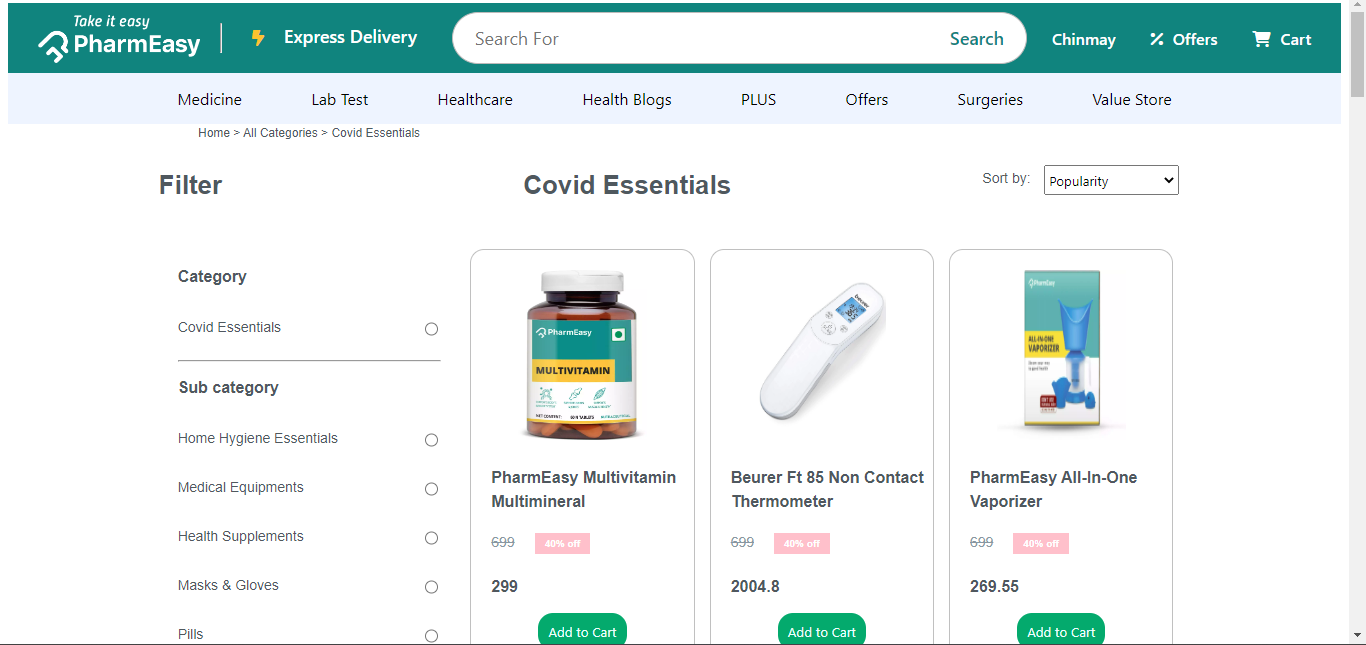 Take it easy
PharmEasy
Express Delivery
Search For
Search
Chinmay
Offers
Cart
Medicine
Lab Test
Healthcare
Health Blogs
PLUS
Offers
Surgeries
Value Store
Home > All Categories > Covid Essentials
Filter
Covid Essentials
Sort by:
Popularity
Category
Covid Essentials
Sub category
Home Hygiene Essentials
Medical Equipments
Health Supplements
Masks & Gloves
Pills
PharmEasy
MULTIVITAMIN
PharmEasy Multivitamin
Multimineral
699
40% off
299
Add to Cart
beurer
Beurer Ft 85 Non Contact
Thermometer
699
40% off
2004.8
Add to Cart
PharmEasy
ALL-IN-ONE
VAPORIZER
PharmEasy All-In-One
Vaporizer
699
40% off
269.55
Add to Cart